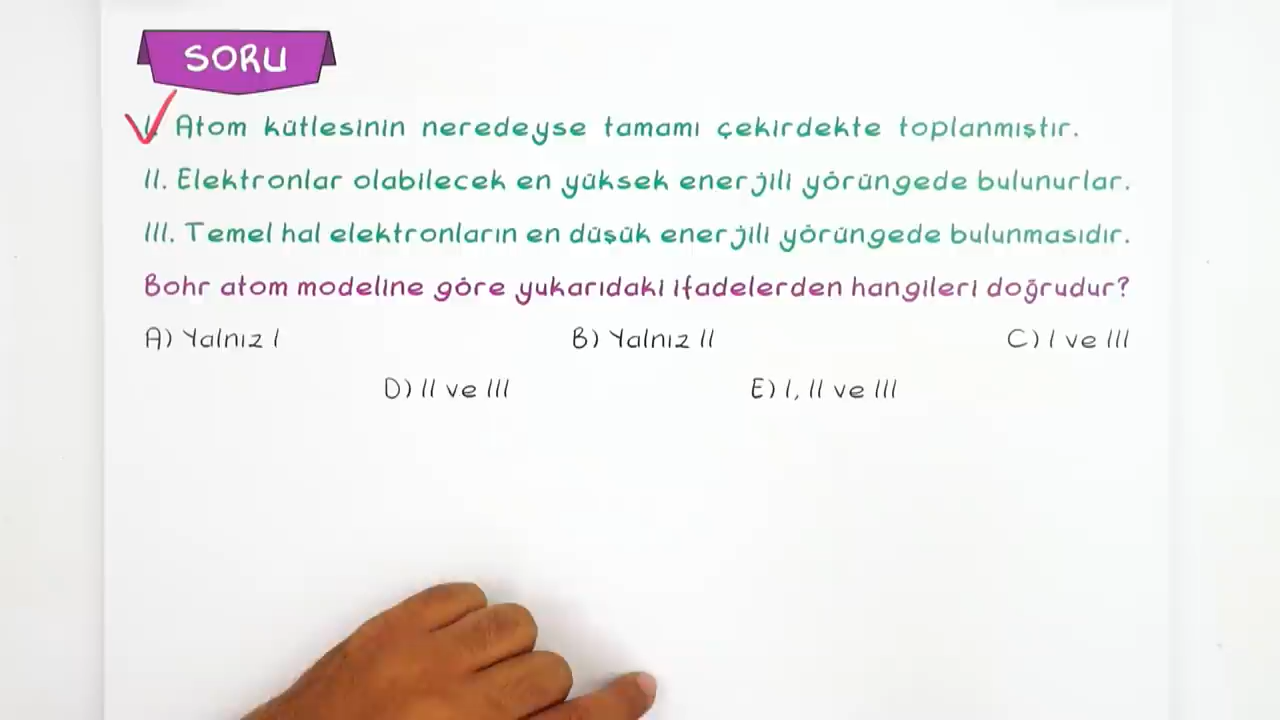 SORU
I. Atom kütlesinin neredeyse tamamı çekirdekte toplanmıştır.
II. Elektronlar olabilecek en yüksek enerjili yörüngede bulunurlar.
III. Temel hal elektronların en düşük enerjili yörüngede bulunmasıdır.
Bohr atom modeline göre yukarıdaki ifadelerden hangileri doğrudur?
A) Yalnız I B) Yalnız II C) I ve III
D) II ve III E) I, II ve III